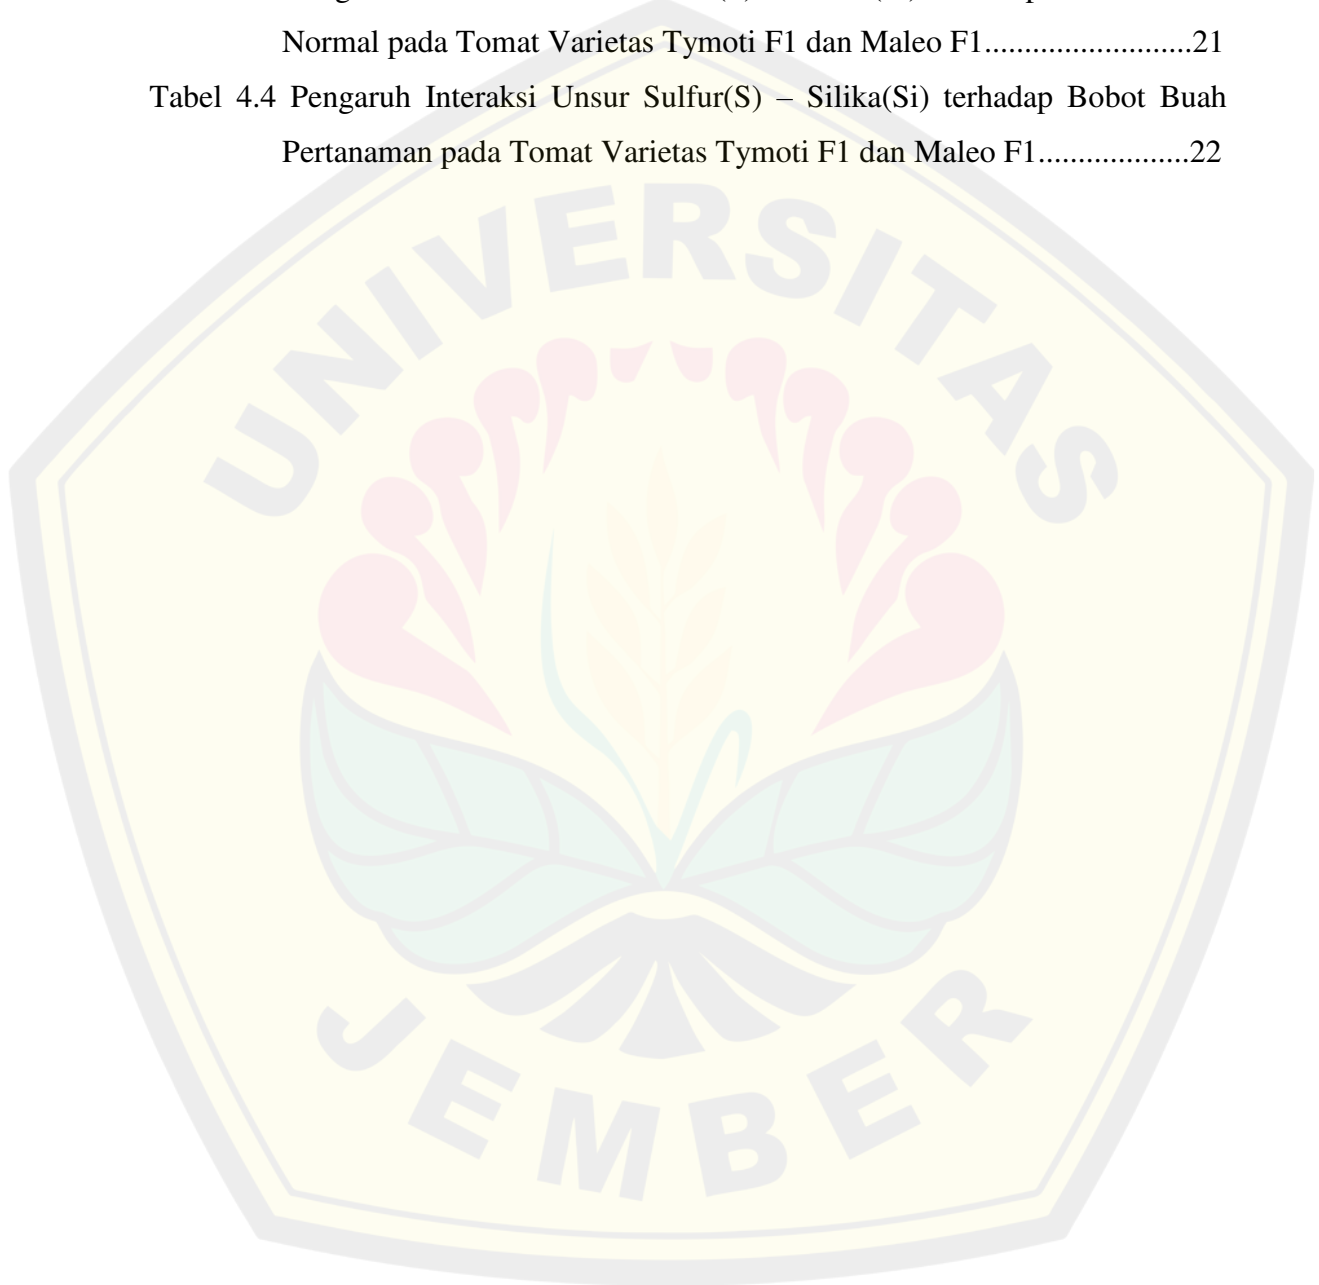 Normal pada Tomat Varietas Tymoti F1 dan Maleo F1..........................21
Tabel 4.4 Pengaruh Interaksi Unsur Sulfur(S) – Silika(Si) terhadap Bobot Buah
Pertanaman pada Tomat Varietas Tymoti F1 dan Maleo F1...................22
UNIVERSITAS
JEMBER